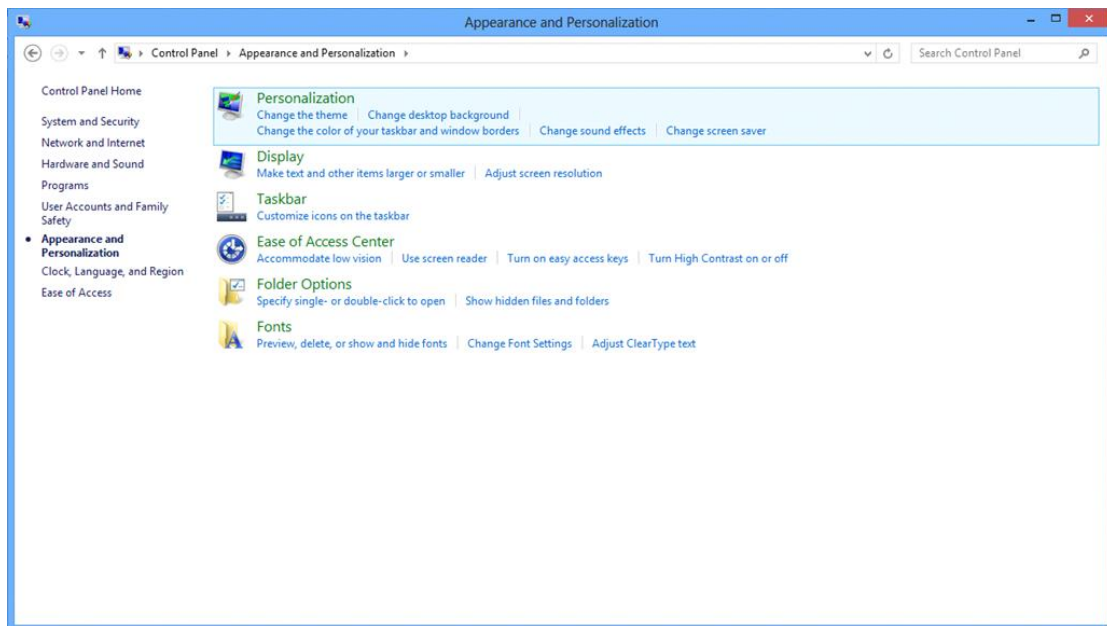 Appearance and Personalization
Control Panel Appearance and Personalization
Search Control Panel
Control Panel Home
System and Security
Network and Internet
Hardware and Sound
Programs
User Accounts and Family
Safety
Appearance and
Personalization
Clock, Language, and Region
Ease of Access
Personalization
Change the theme Change desktop background
Change the color of your taskbar and window borders Change sound effects Change screen saver
Display
Make text and other items larger or smaller Adjust screen resolution
Taskbar
Customize icons on the taskbar
Ease of Access Center
Accommodate low vision Use screen reader Turn on easy access keys Turn High Contrast on or off
Folder Options
Specify single- or double-click to open Show hidden files and folders
Fonts
Preview, delete, or show and hide fonts Change Font Settings Adjust ClearType text